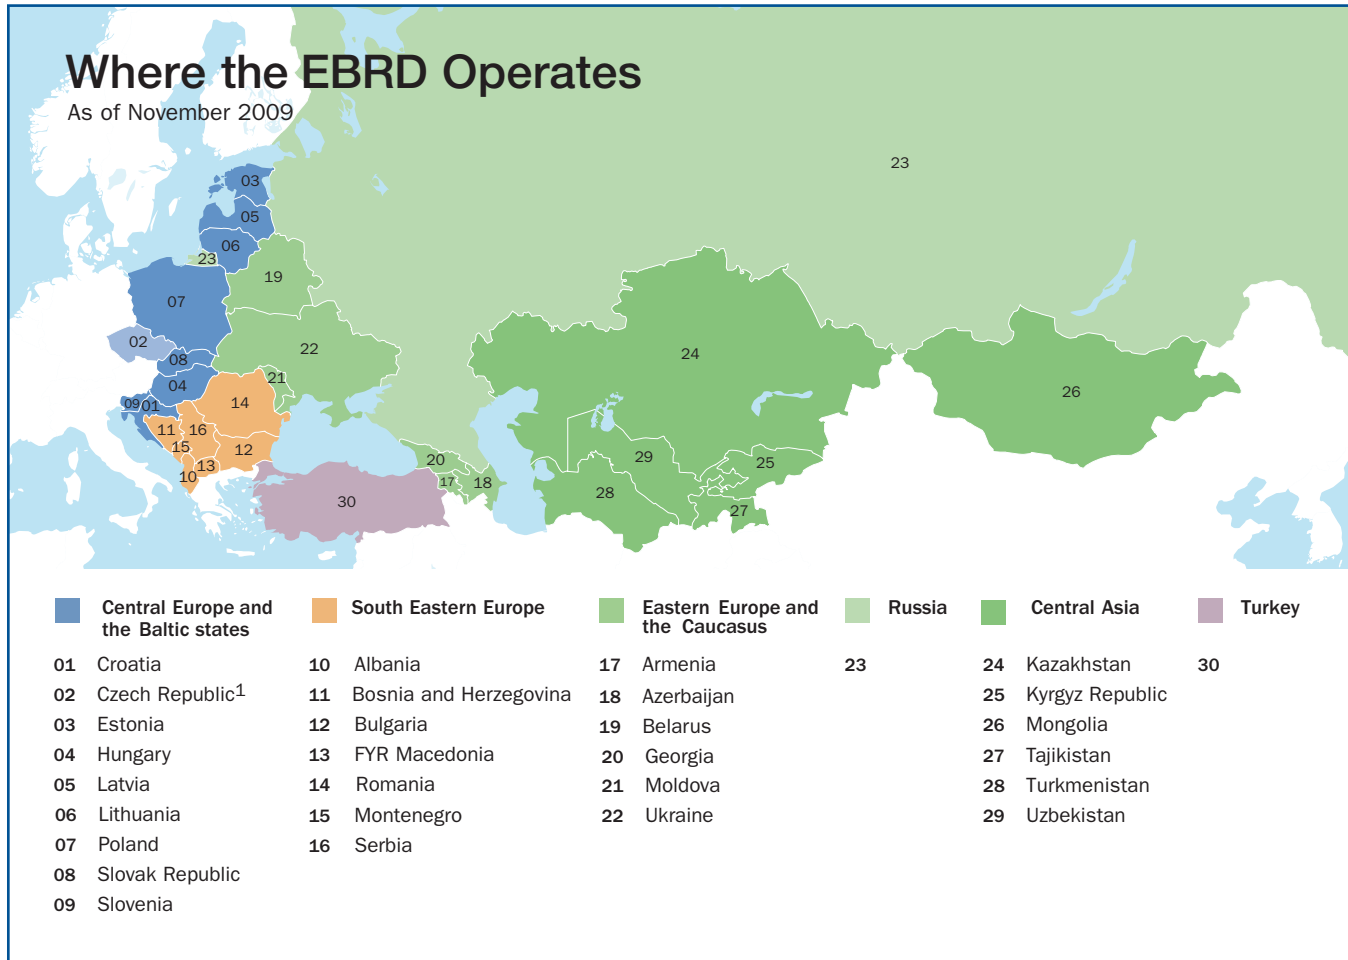 Where the EBRD Operates
As of November 2009
23
03
05
06
23
19
07
02
22
08
24
21
04
26
09
01
14
11
16
12
15
29
20
25
13
10
17
18
28
30
27
Central Europe and
the Baltic states
01 Croatia
02 Czech Republic1
03 Estonia
04 Hungary
05 Latvia
06 Lithuania
07 Poland
08 Slovak Republic
09 Slovenia
South Eastern Europe
10 Albania
11 Bosnia and Herzegovina
12 Bulgaria
13 FYR Macedonia
14 Romania
15 Montenegro
16 Serbia
Eastern Europe and
the Caucasus
17 Armenia
18 Azerbaijan
19 Belarus
20 Georgia
21 Moldova
22 Ukraine
Russia
23
Central Asia
24 Kazakhstan
25 Kyrgyz Republic
26 Mongolia
27 Tajikistan
28 Turkmenistan
29 Uzbekistan
Turkey
30